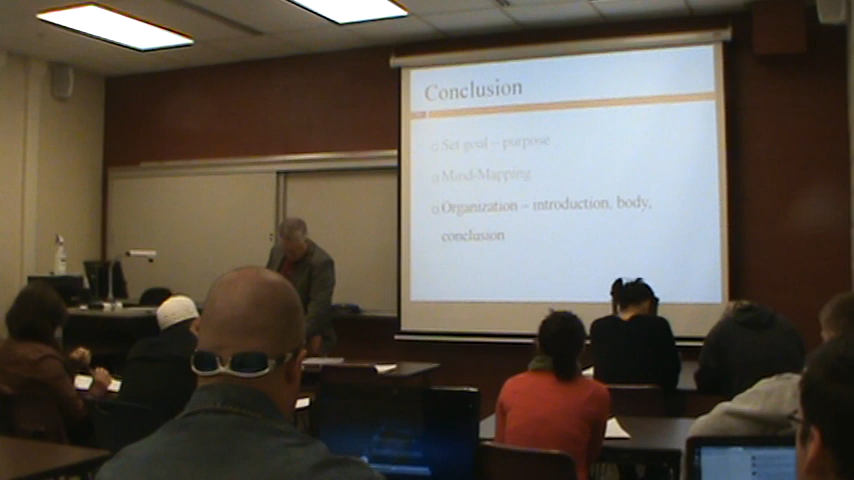 Conclusion
Set goal – purpose
Mind-Mapping
Organization – introduction, body,
conclusion